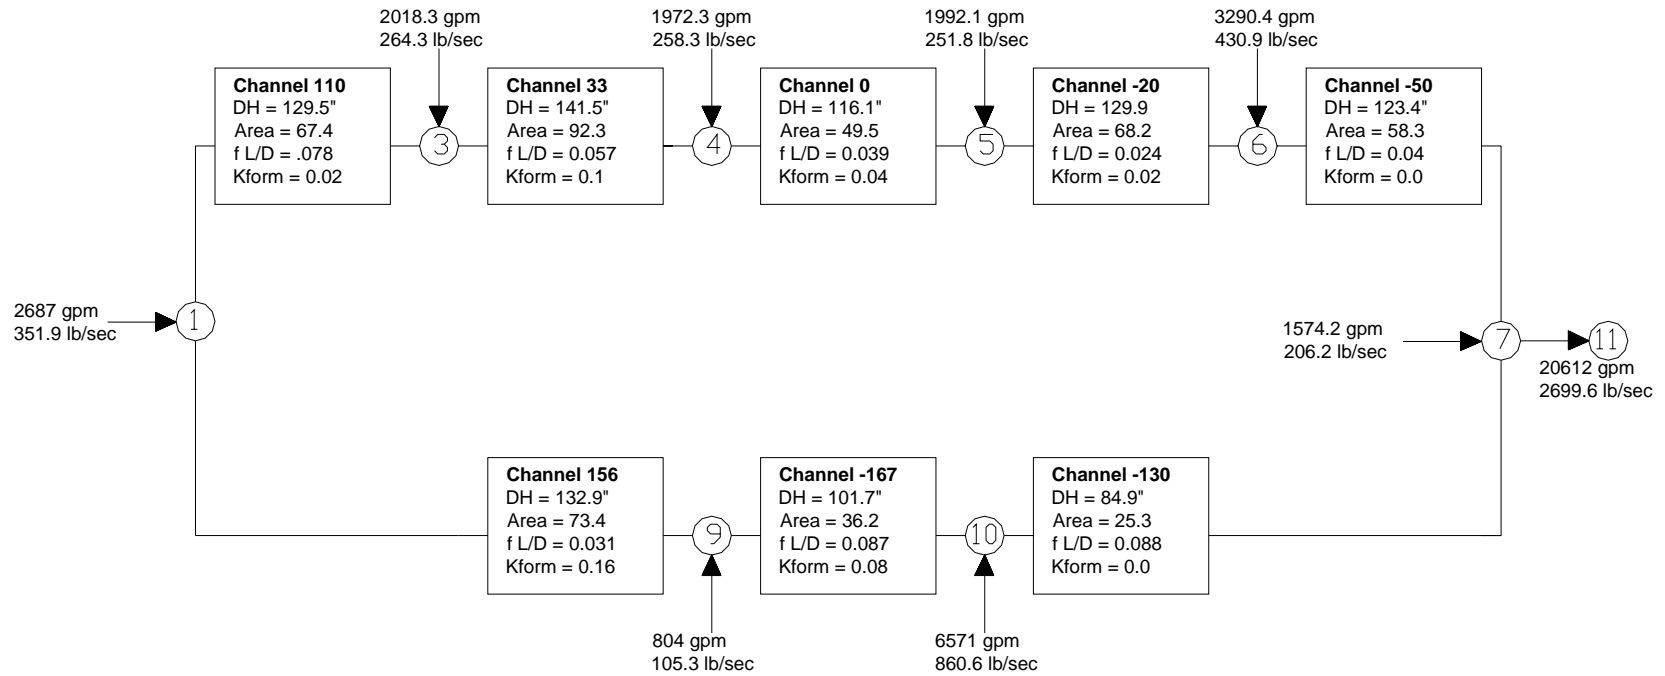 2018.3 gpm
264.3 lb/sec
1972.3 gpm
258.3 lb/sec
1992.1 gpm
251.8 lb/sec
3290.4 gpm
430.9 lb/sec
Channel 110
DH = 129.5"
Area = 67.4
f L/D = .078
Kform = 0.02
3
Channel 33
DH = 141.5"
Area = 92.3
f L/D = 0.057
Kform = 0.1
4
Channel 0
DH = 116.1"
Area = 49.5
f L/D = 0.039
Kform = 0.04
5
Channel -20
DH = 129.9
Area = 68.2
f L/D = 0.024
Kform = 0.02
6
Channel -50
DH = 123.4"
Area = 58.3
f L/D = 0.04
Kform = 0.0
2687 gpm
351.9 lb/sec
1
1574.2 gpm
206.2 lb/sec
7
11
20612 gpm
2699.6 lb/sec
Channel 156
DH = 132.9"
Area = 73.4
f L/D = 0.031
Kform = 0.16
9
Channel -167
DH = 101.7"
Area = 36.2
f L/D = 0.087
Kform = 0.08
10
Channel -130
DH = 84.9"
Area = 25.3
f L/D = 0.088
Kform = 0.0
804 gpm
105.3 lb/sec
6571 gpm
860.6 lb/sec